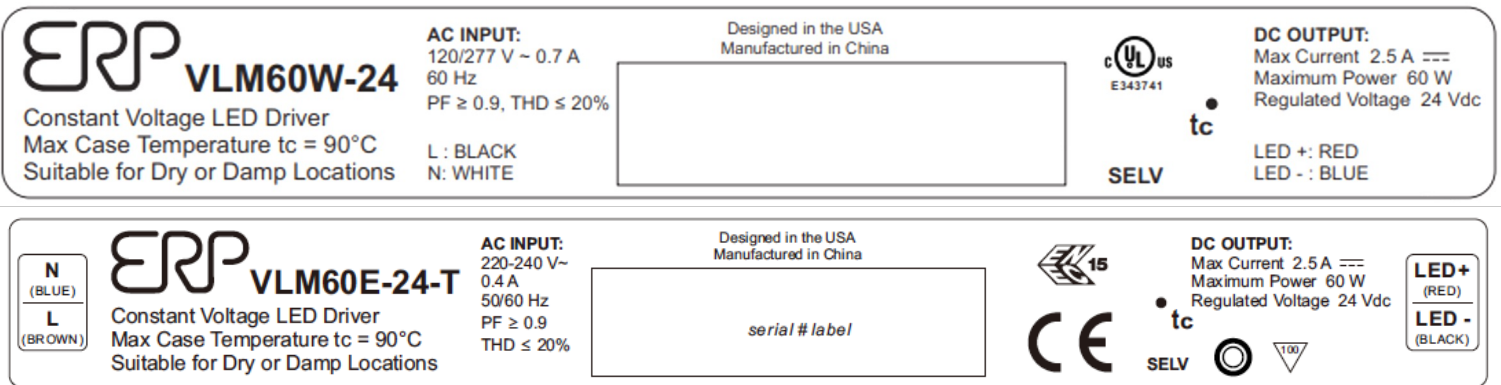 ERP VLM60W-24
Constant Voltage LED Driver
Max Case Temperature tc = 90°C
Suitable for Dry or Damp Locations
AC INPUT:
120/277 V ~ 0.7 A
60 Hz
PF ≥ 0.9, THD ≤ 20%
L : BLACK
N: WHITE
Designed in the USA
Manufactured in China
c UL us
E343741
tc
SELV
DC OUTPUT:
Max Current 2.5 A ⎓
Maximum Power 60 W
Regulated Voltage 24 Vdc
LED +: RED
LED - : BLUE
N
(BLUE)
L
(BROWN)
ERP VLM60E-24-T
Constant Voltage LED Driver
Max Case Temperature tc = 90°C
Suitable for Dry or Damp Locations
AC INPUT:
220-240 V~
0.4 A
50/60 Hz
PF ≥ 0.9
THD ≤ 20%
Designed in the USA
Manufactured in China
serial # label
ENEC 15
CE
tc
SELV
100
DC OUTPUT:
Max Current 2.5 A ⎓
Maximum Power 60 W
Regulated Voltage 24 Vdc
LED+
(RED)
LED -
(BLACK)